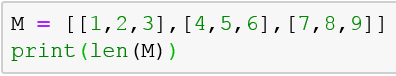 M = [[1,2,3],[4,5,6],[7,8,9]]
print(len(M))